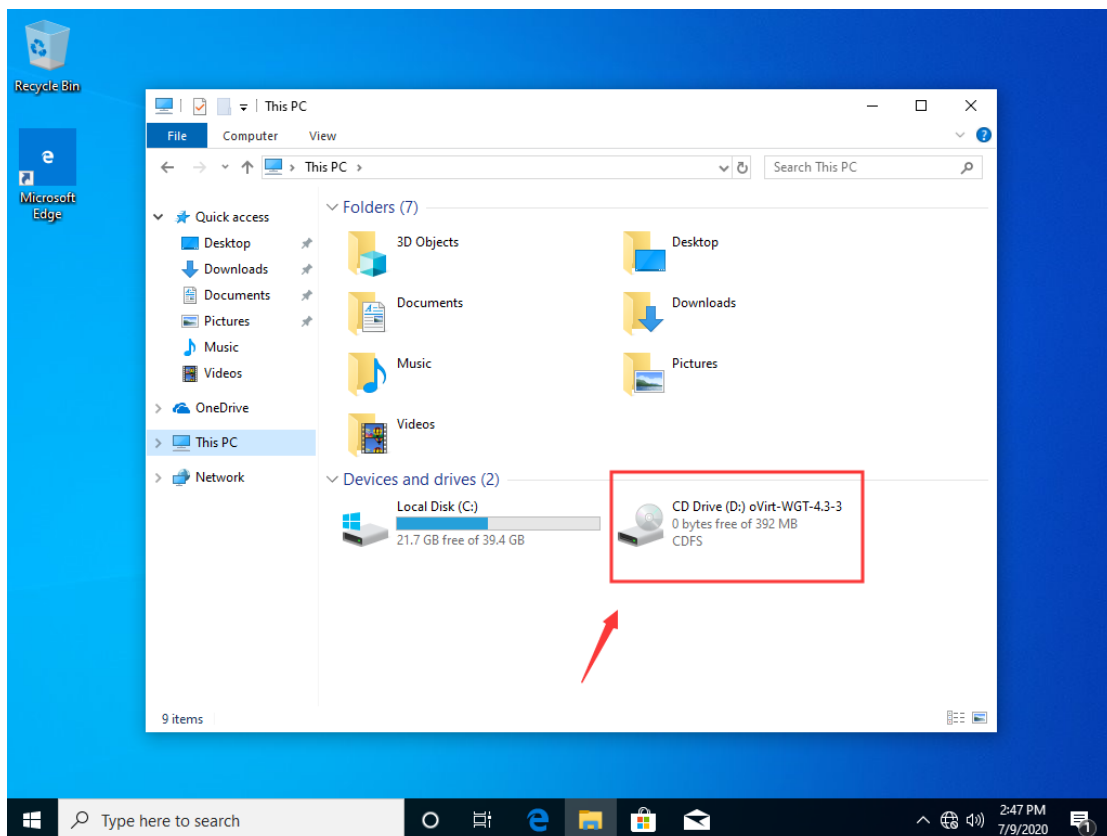 Recycle Bin
Microsoft
Edge
This PC
File Computer View
This PC
Search This PC
Quick access
Desktop
Downloads
Documents
Pictures
Music
Videos
OneDrive
This PC
Network
Folders (7)
3D Objects
Desktop
Documents
Downloads
Music
Pictures
Videos
Devices and drives (2)
Local Disk (C:)
21.7 GB free of 39.4 GB
CD Drive (D:) oVirt-WGT-4.3-3
0 bytes free of 392 MB
CDFS
9 items
Type here to search
2:47 PM
7/9/2020
1